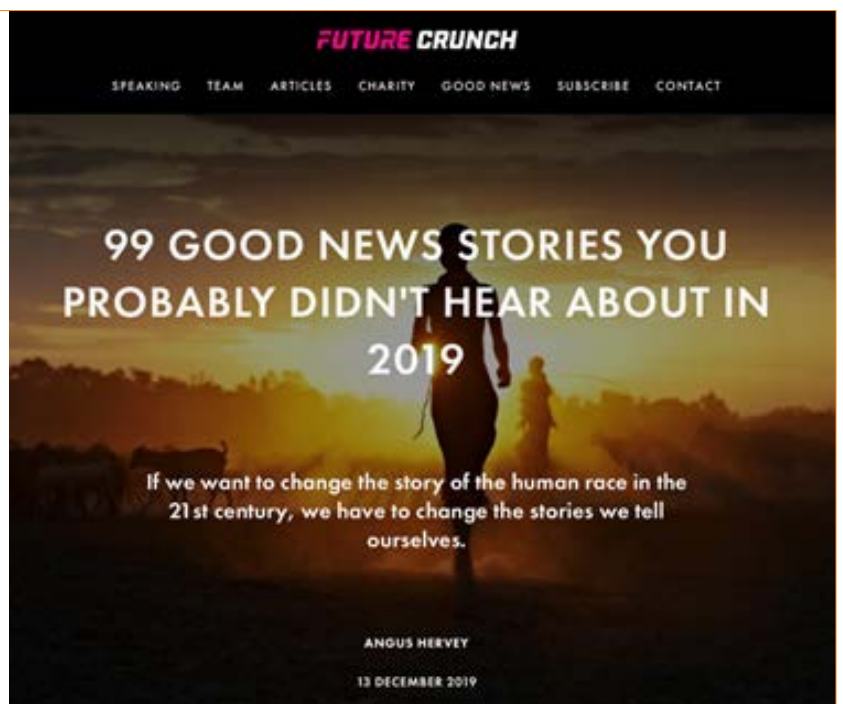 FUTURE CRUNCH
SPEAKING TEAM ARTICLES CHARITY GOOD NEWS SUBSCRIBE CONTACT
99 GOOD NEWS STORIES YOU
PROBABLY DIDN'T HEAR ABOUT IN
2019
If we want to change the story of the human race in the
21st century, we have to change the stories we tell
ourselves.
ANGUS HERVEY
13 DECEMBER 2019